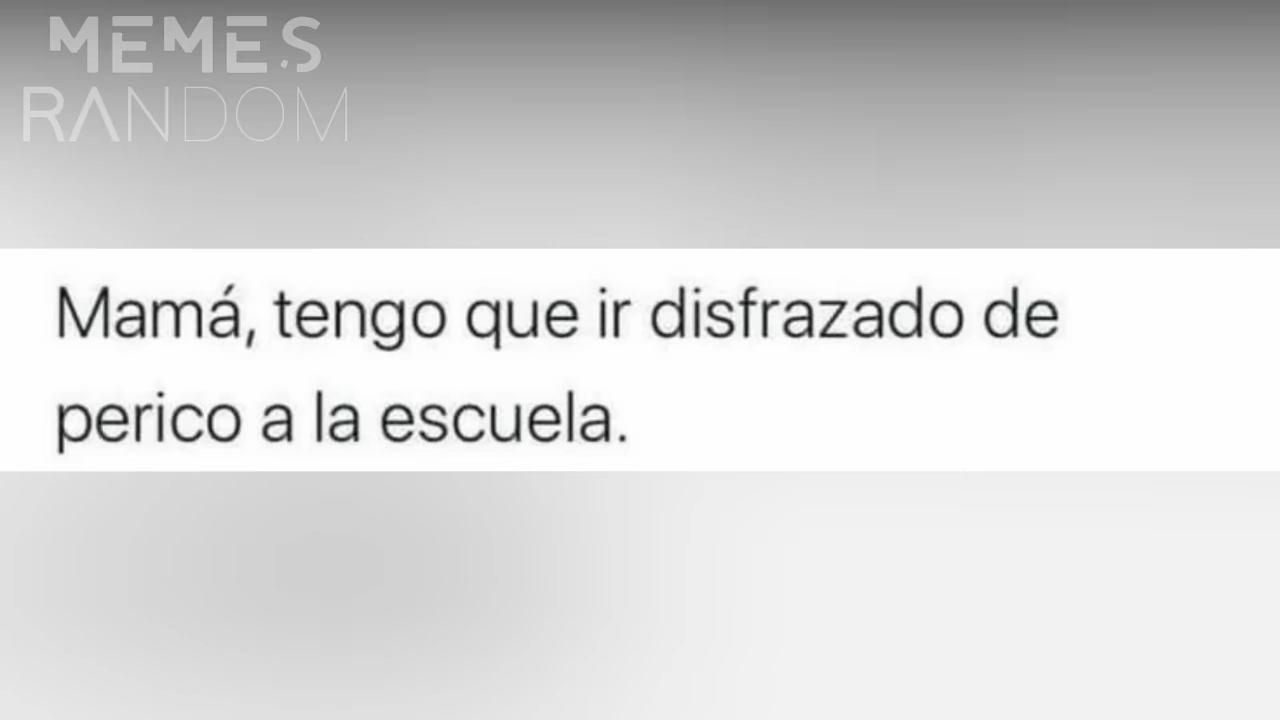 MEMES
RANDOM
Mamá, tengo que ir disfrazado de
perico a la escuela.